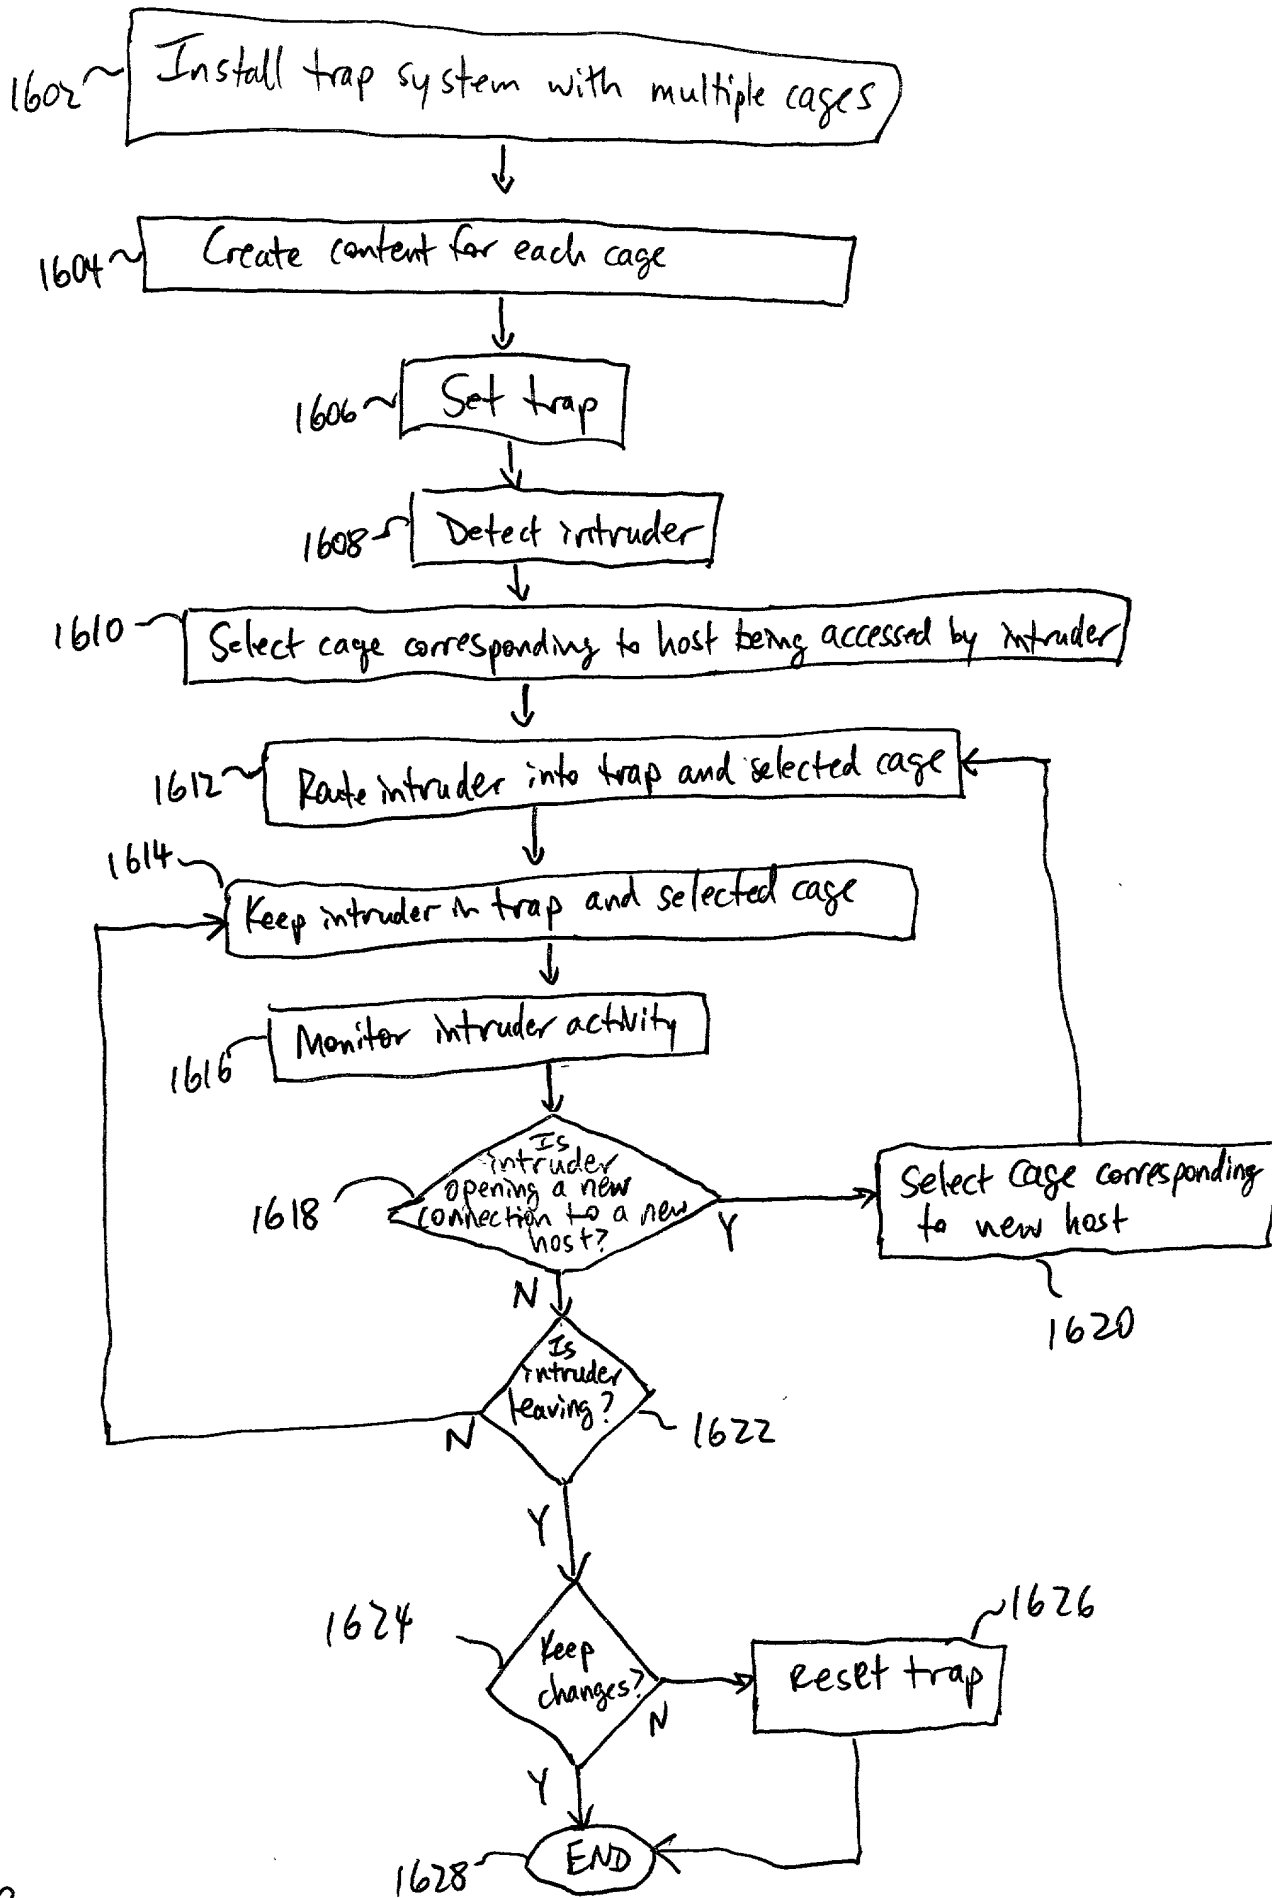 1602
Install trap system with multiple cages
1604
Create content for each cage
1606
Set trap
1608
Detect intruder
1610
Select cage corresponding to host being accessed by intruder
1612
Route intruder into trap and selected cage
1614
Keep intruder in trap and selected cage
1616
Monitor intruder activity
1618
Is
intruder
opening a new
connection to a new
host?
Y
Select cage corresponding
to new host
1620
N
Is
intruder
leaving?
1622
N
Y
1624
Keep
changes?
N
1626
Reset trap
Y
1628
END